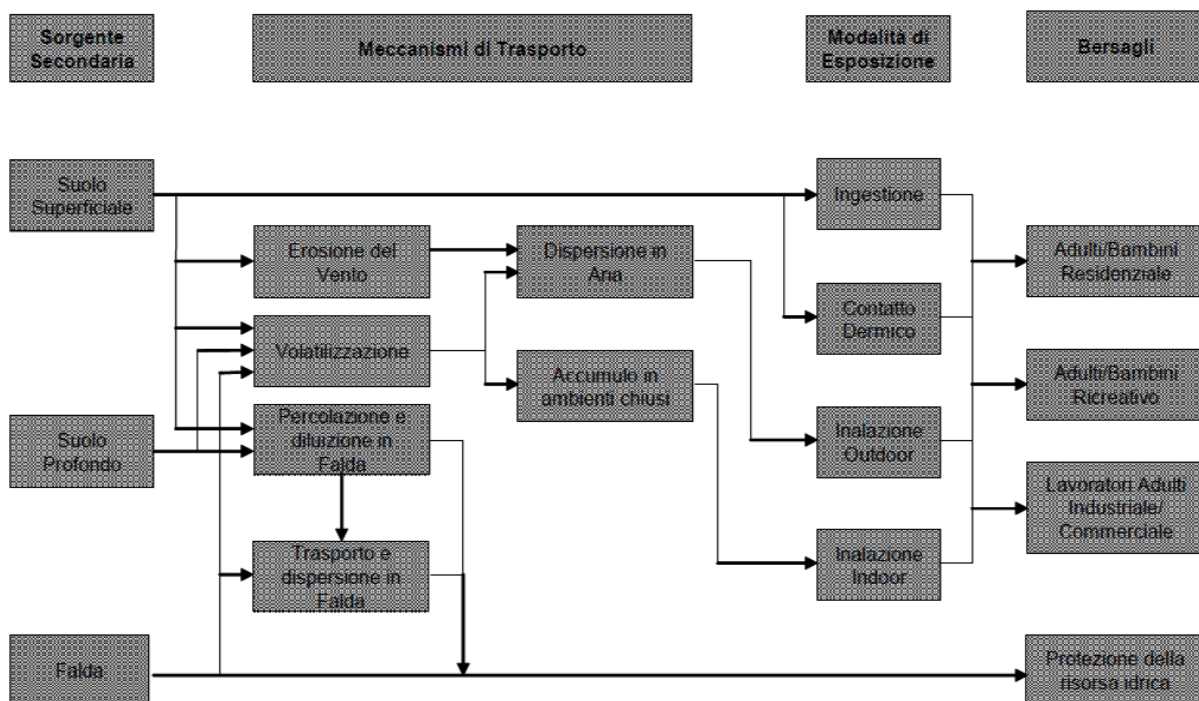 Sorgente
Secondaria
Meccanismi di Trasporto
Modalità di
Esposizione
Bersagli
Suolo
Superficiale
Ingestione
Erosione del
Vento
Dispersione in
Aria
Adulti/Bambini
Residenziale
Contatto
Dermico
Volatilizzazione
Accumulo in
ambienti chiusi
Adulti/Bambini
Ricreativo
Suolo
Profondo
Percolazione e
diluizione in
Falda
Inalazione
Outdoor
Lavoratori Adulti
Industriale/
Commerciale
Trasporto e
dispersione in
Falda
Inalazione
Indoor
Falda
Protezione della
risorsa idrica